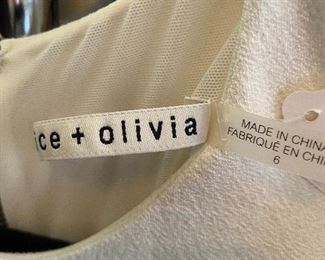 ice + olivia
MADE IN CHINA
FABRIQUÉ EN CHI
6